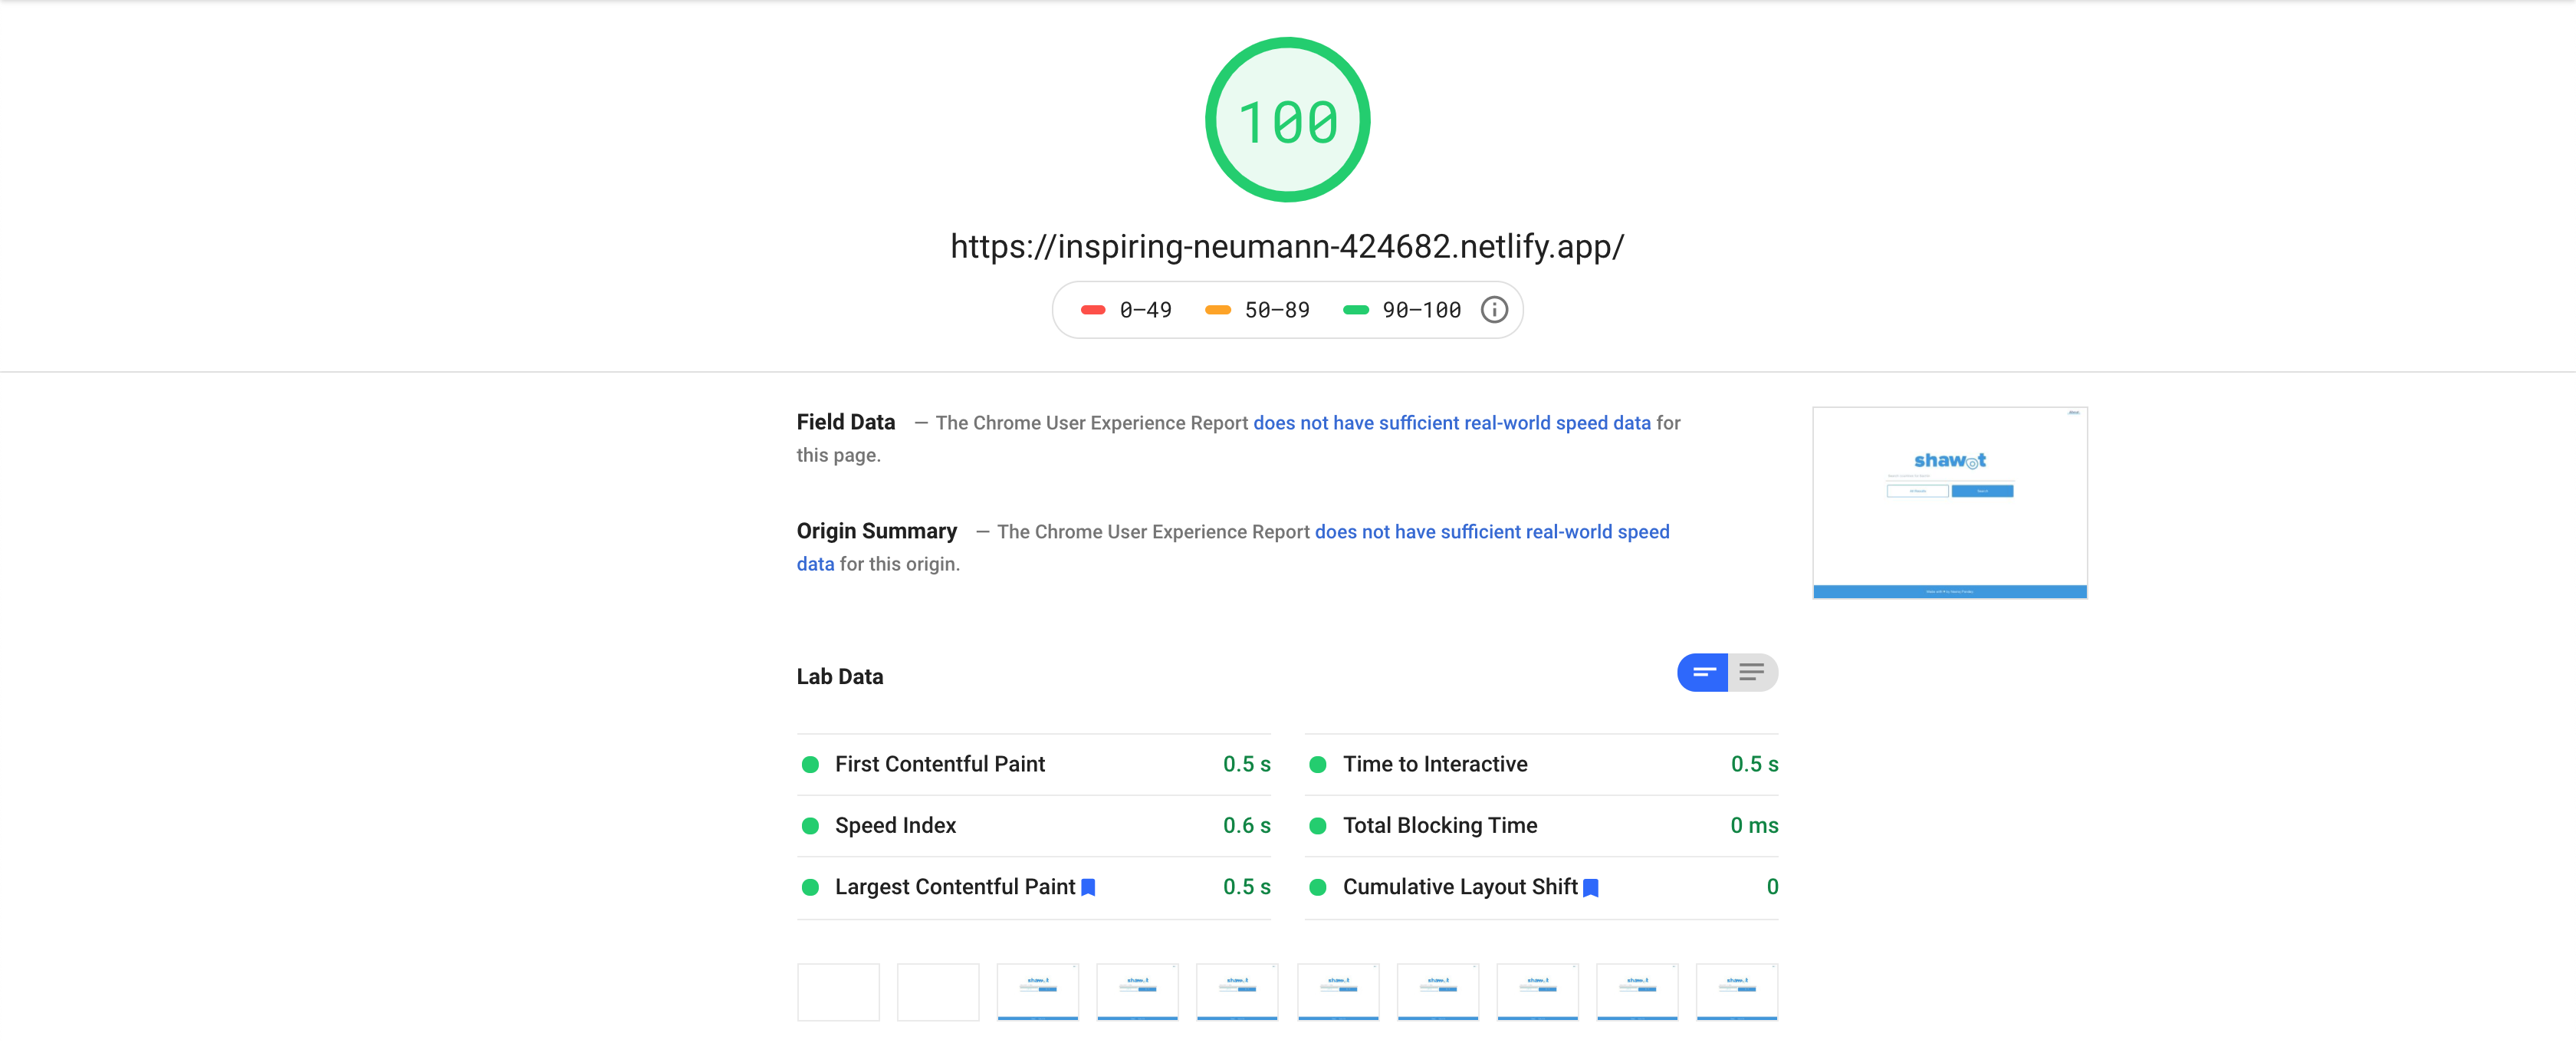 100
https://inspiring-neumann-424682.netlify.app/
0–49 50–89 90–100
Field Data — The Chrome User Experience Report does not have sufficient real-world speed data for
this page.
Origin Summary — The Chrome User Experience Report does not have sufficient real-world speed
data for this origin.
shawot
Lab Data
First Contentful Paint 0.5 s
Time to Interactive 0.5 s
Speed Index 0.6 s
Total Blocking Time 0 ms
Largest Contentful Paint 0.5 s
Cumulative Layout Shift 0